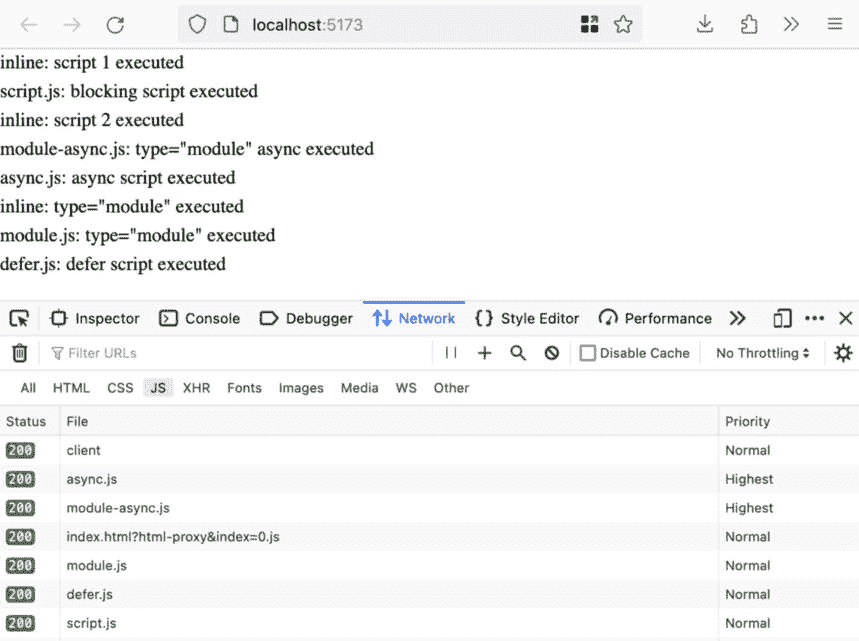 localhost:5173
inline: script 1 executed
script.js: blocking script executed
inline: script 2 executed
module-async.js: type="module" async executed
async.js: async script executed
inline: type="module" executed
module.js: type="module" executed
defer.js: defer script executed
Inspector Console Debugger Network Style Editor Performance
Filter URLs Disable Cache No Throttling
All HTML CSS JS XHR Fonts Images Media WS Other
Status File Priority
200 client Normal
200 async.js Highest
200 module-async.js Highest
200 index.html?html-proxy&index=0.js Normal
200 module.js Normal
200 defer.js Normal
200 script.js Normal